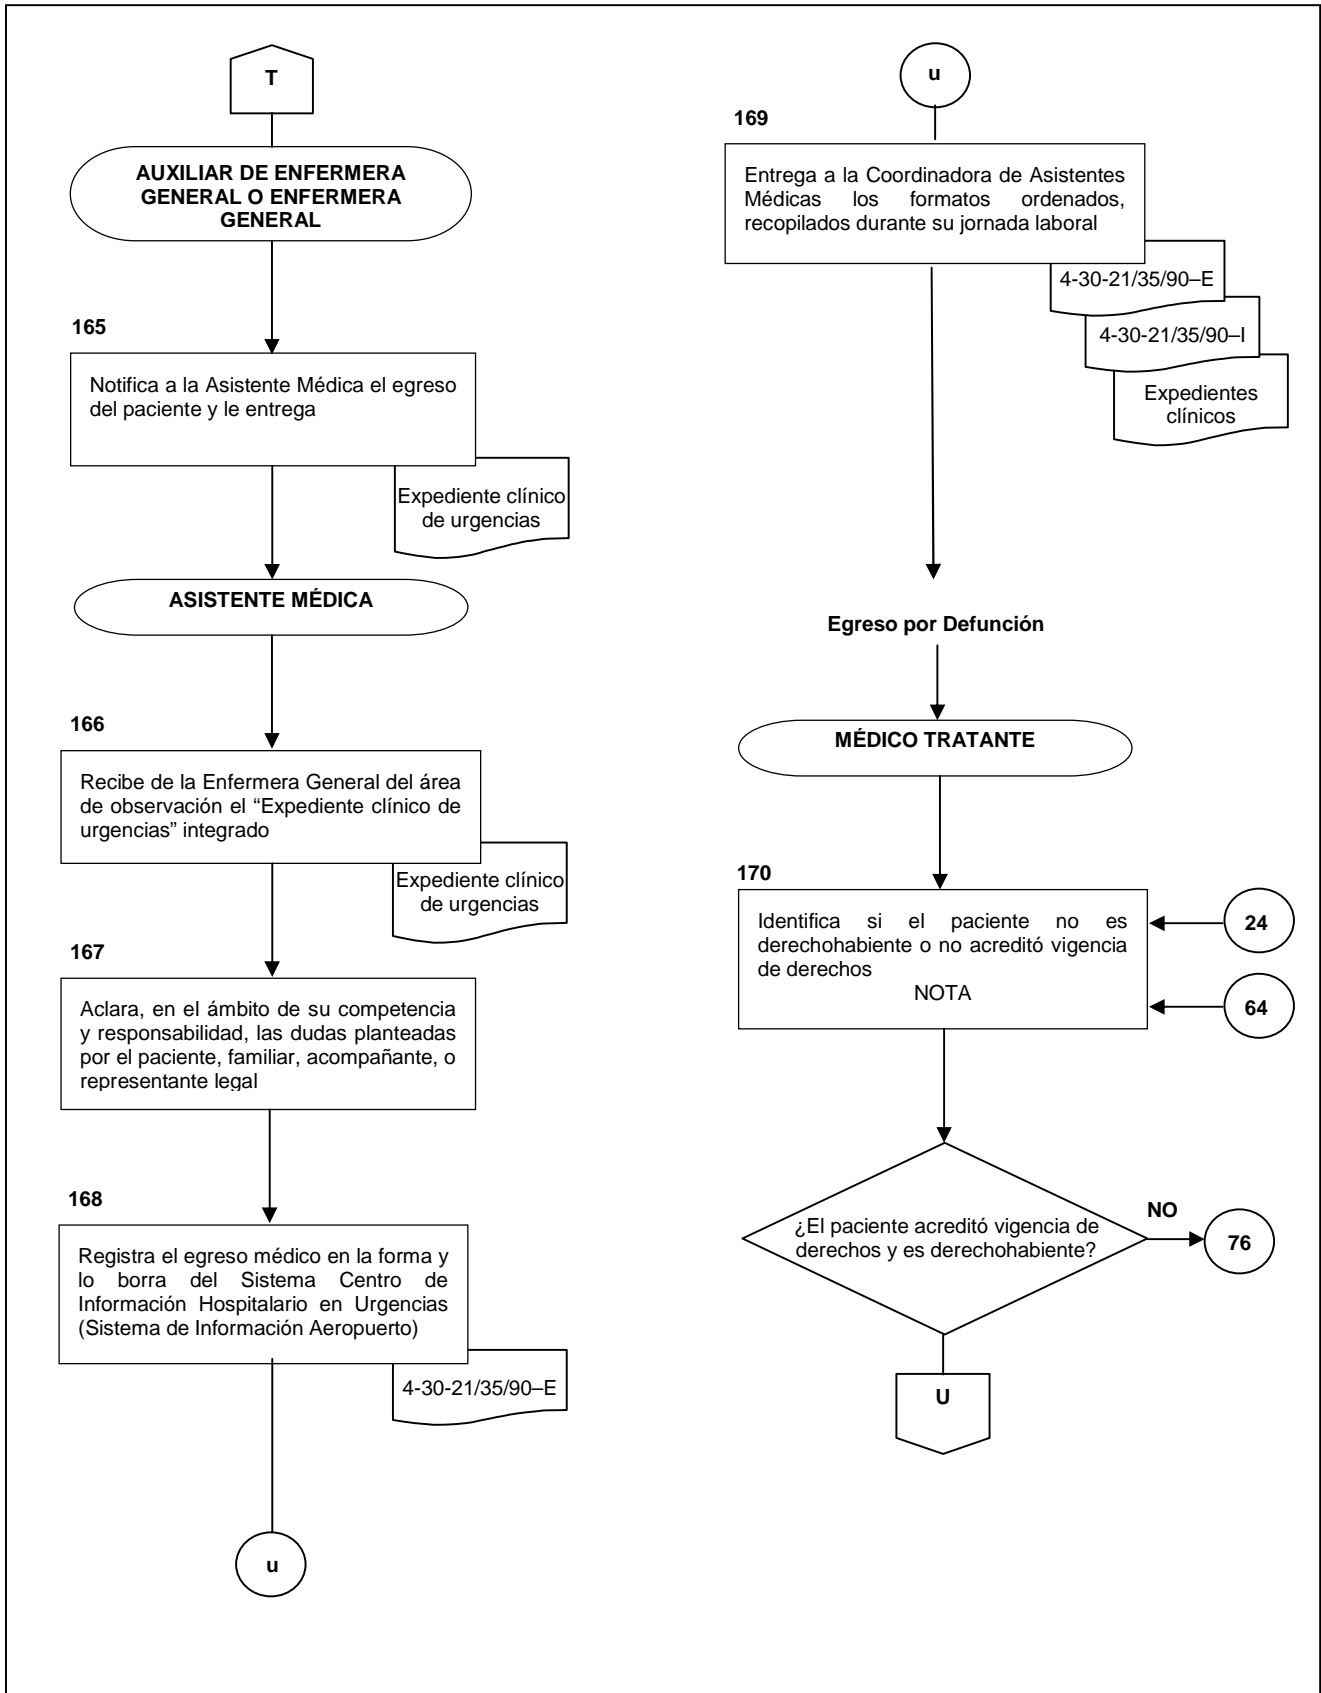 T
AUXILIAR DE ENFERMERA
GENERAL O ENFERMERA
GENERAL
165
Notifica a la Asistente Médica el egreso
del paciente y le entrega
Expediente clínico
de urgencias
ASISTENTE MÉDICA
166
Recibe de la Enfermera General del área
de observación el “Expediente clínico de
urgencias” integrado
Expediente clínico
de urgencias
167
Aclara, en el ámbito de su competencia
y responsabilidad, las dudas planteadas
por el paciente, familiar, acompañante, o
representante legal
168
Registra el egreso médico en la forma y
lo borra del Sistema Centro de
Información Hospitalario en Urgencias
(Sistema de Información Aeropuerto)
4-30-21/35/90–E
u
u
169
Entrega a la Coordinadora de Asistentes
Médicas los formatos ordenados,
recopilados durante su jornada laboral
4-30-21/35/90–E
4-30-21/35/90–I
Expedientes
clínicos
Egreso por Defunción
MÉDICO TRATANTE
170
Identifica si el paciente no es
derechohabiente o no acreditó vigencia
de derechos
NOTA
24
64
¿El paciente acreditó vigencia de
derechos y es derechohabiente?
NO
76
U